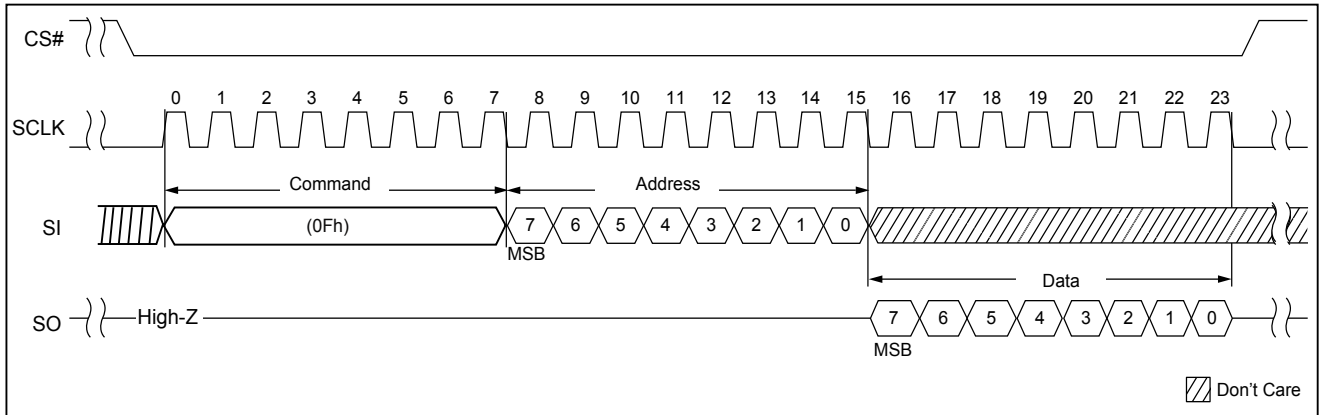 CS#
0 1 2 3 4 5 6 7 8 9 10 11 12 13 14 15 16 17 18 19 20 21 22 23
SCLK
Command Address
SI (0Fh) 7 6 5 4 3 2 1 0
MSB
Data
SO High-Z 7 6 5 4 3 2 1 0
MSB
Don't Care